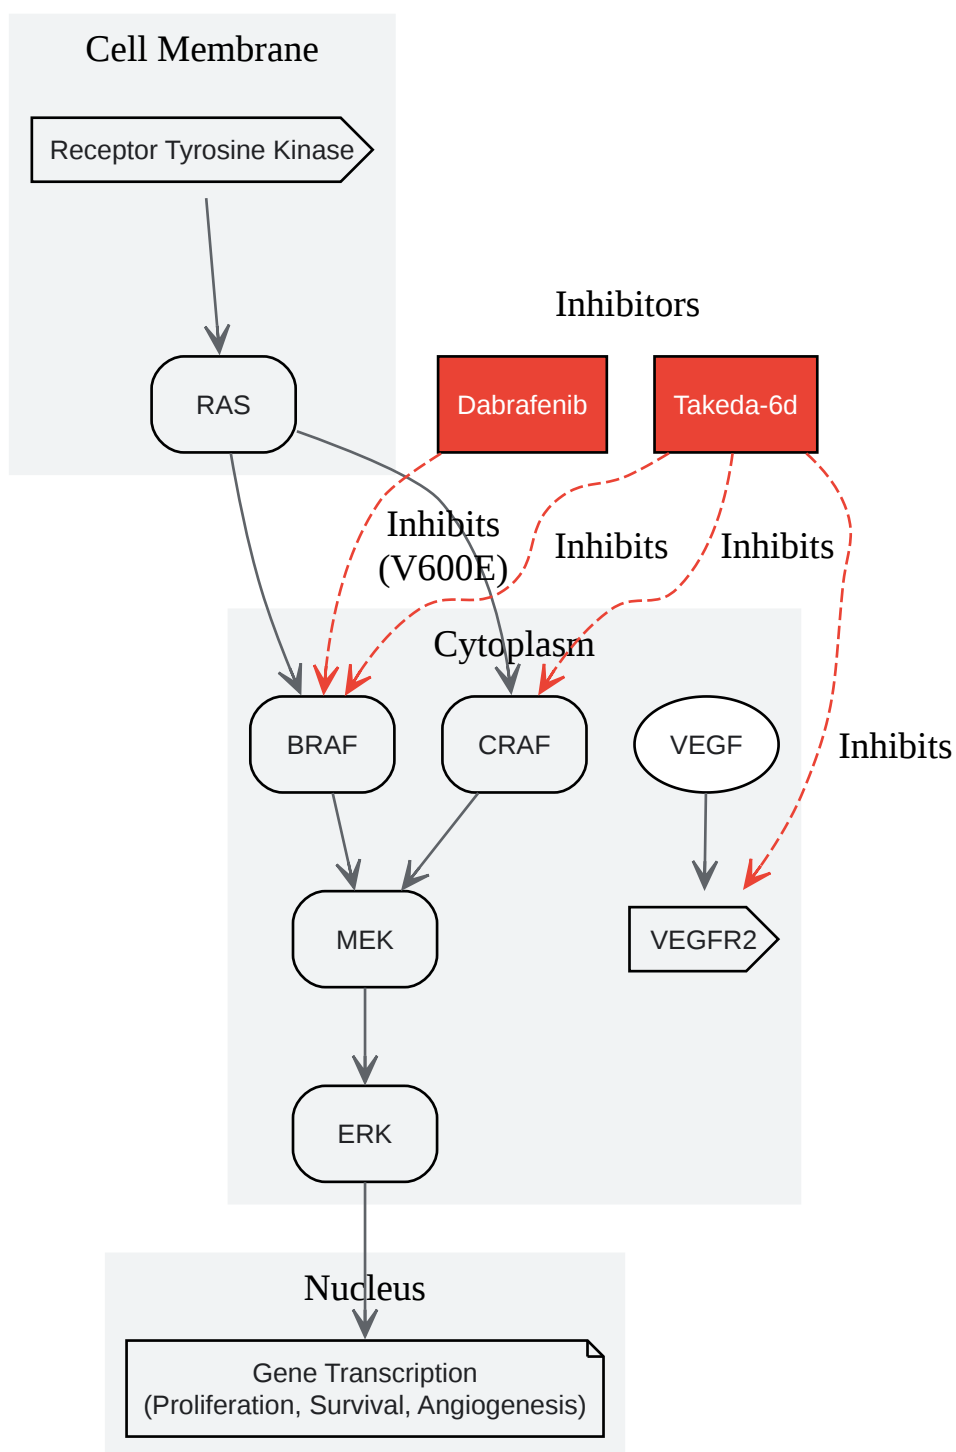 Cell Membrane
Receptor Tyrosine Kinase
Inhibitors
RAS
Dabrafenib
Takeda-6d
Inhibits
(V600E)
Inhibits
Inhibits
Cytoplasm
BRAF
CRAF
VEGF
Inhibits
MEK
VEGFR2
ERK
Nucleus
Gene Transcription
(Proliferation, Survival, Angiogenesis)